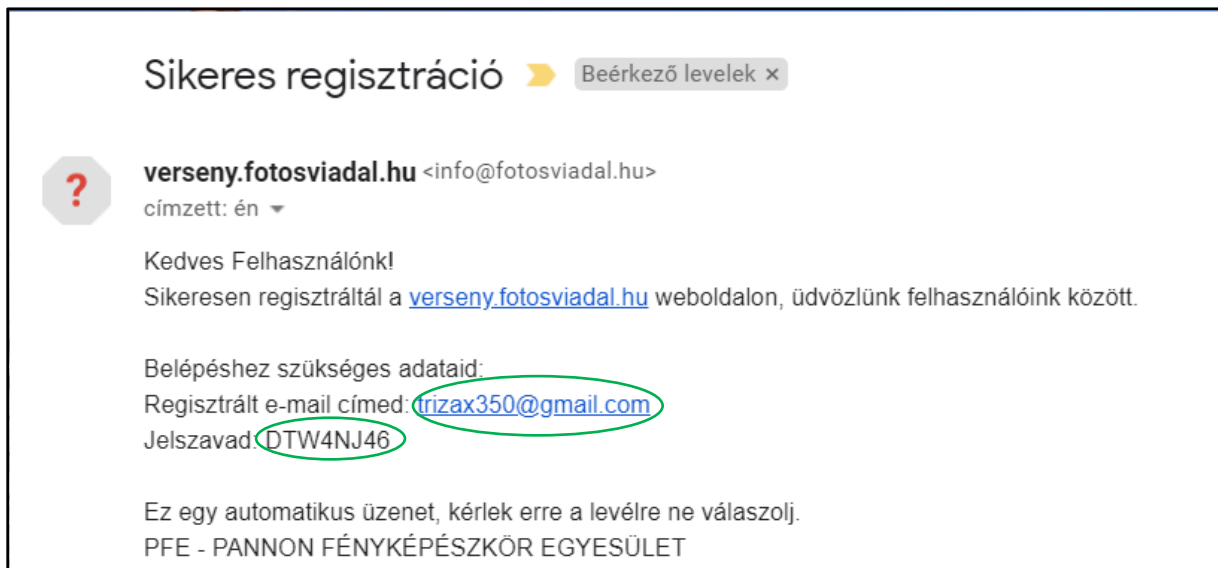 Sikeres regisztráció Beérkező levelek ×
?
verseny.fotosviadal.hu <info@fotosviadal.hu>
címzett: én
Kedves Felhasználónk!
Sikeresen regisztráltál a verseny.fotosviadal.hu weboldalon, üdvözlünk felhasználóink között.
Belépéshez szükséges adataid:
Regisztrált e-mail címed: trizax350@gmail.com
Jelszavad: DTW4NJ46
Ez egy automatikus üzenet, kérlek erre a levélre ne válaszolj.
PFE - PANNON FÉNYKÉPÉSZKÖR EGYESÜLET